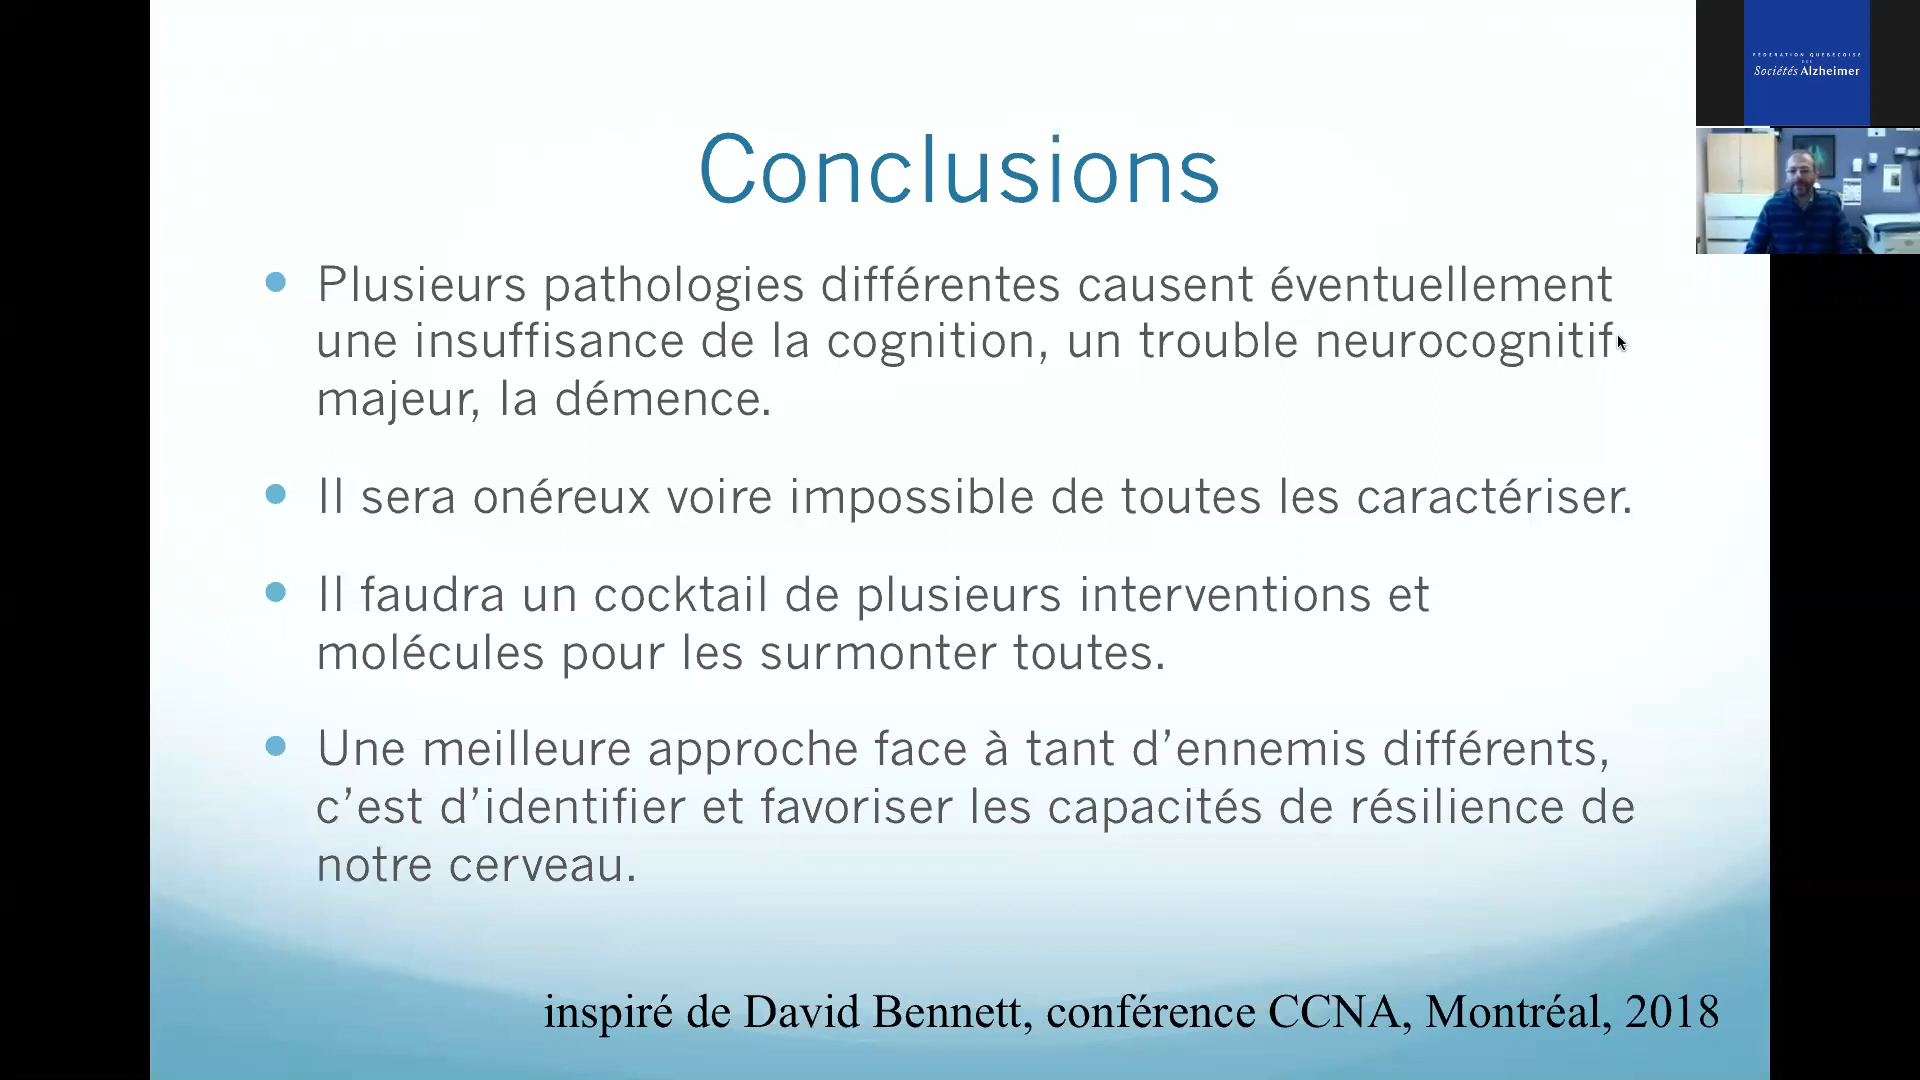 Conclusions
Plusieurs pathologies différentes causent éventuellement
une insuffisance de la cognition, un trouble neurocognitif
majeur, la démence.
Il sera onéreux voire impossible de toutes les caractériser.
Il faudra un cocktail de plusieurs interventions et
molécules pour les surmonter toutes.
Une meilleure approche face à tant d’ennemis différents,
c’est d’identifier et favoriser les capacités de résilience de
notre cerveau.
inspiré de David Bennett, conférence CCNA, Montréal, 2018
FÉDÉRATION QUÉBÉCOISE
DES
Sociétés Alzheimer